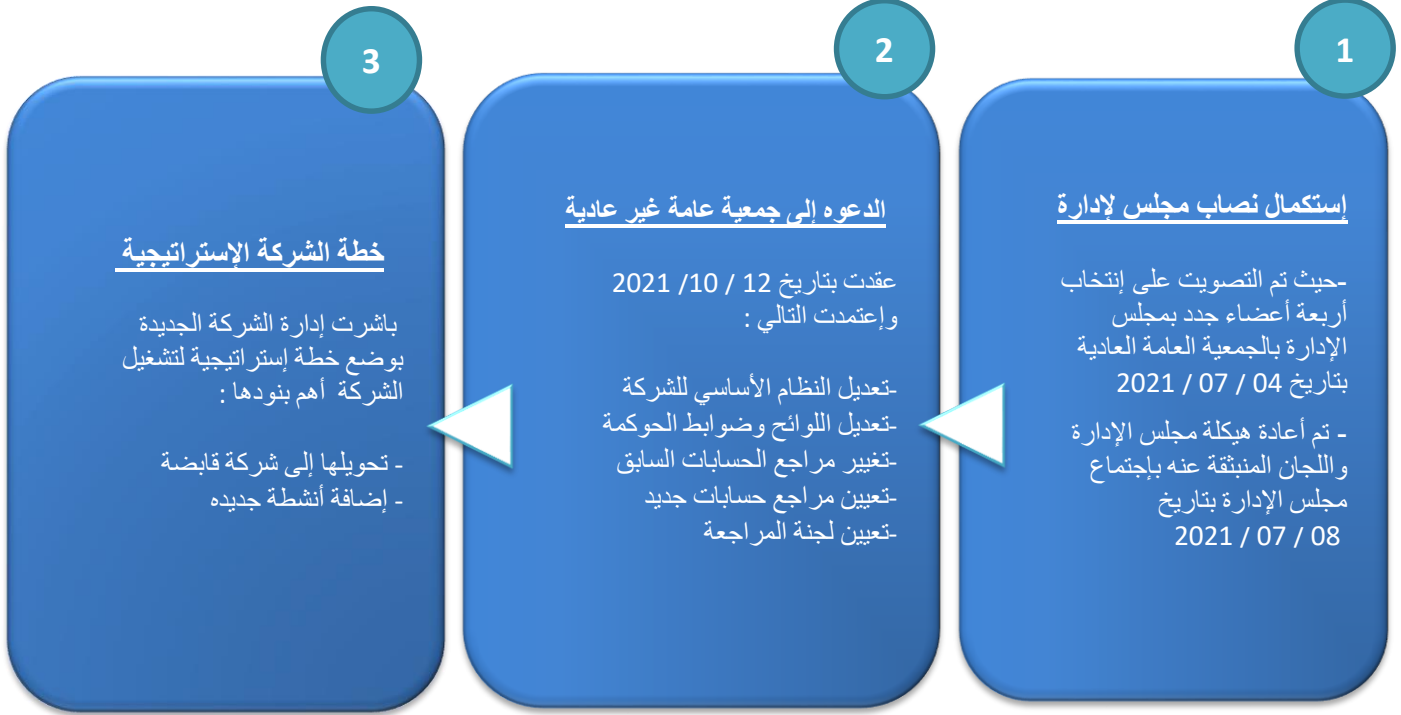 1
إستكمال نصاب مجلس لإدارة
-حيث تم التصويت على إنتخاب
أربعة أعضاء جدد بمجلس
الإدارة بالجمعية العامة العادية
بتاريخ 04 / 07 / 2021
- تم أعادة هيكلة مجلس الإدارة
واللجان المنبثقة عنه بإجتماع
مجلس الإدارة بتاريخ
08 / 07 / 2021
2
الدعوه إلى جمعية عامة غير عادية
عقدت بتاريخ 12 / 10/ 2021
وإعتمدت التالي :
-تعديل النظام الأساسي للشركة
-تعديل اللوائح وضوابط الحوكمة
-تغيير مراجع الحسابات السابق
-تعيين مراجع حسابات جديد
-تعيين لجنة المراجعة
3
خطة الشركة الإستراتيجية
باشرت إدارة الشركة الجديدة
بوضع خطة إستراتيجية لتشغيل
الشركة أهم بنودها :
- تحويلها إلى شركة قابضة
- إضافة أنشطة جديده